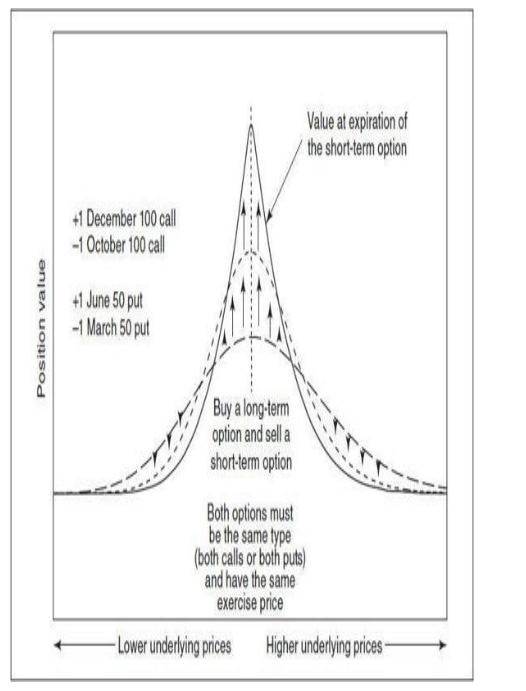 Value at expiration of
the short-term option
+1 December 100 call
–1 October 100 call
+1 June 50 put
–1 March 50 put
Position value
Buy a long-term
option and sell a
short-term option
Both options must
be the same type
(both calls or both puts)
and have the same
exercise price
Lower underlying prices
Higher underlying prices